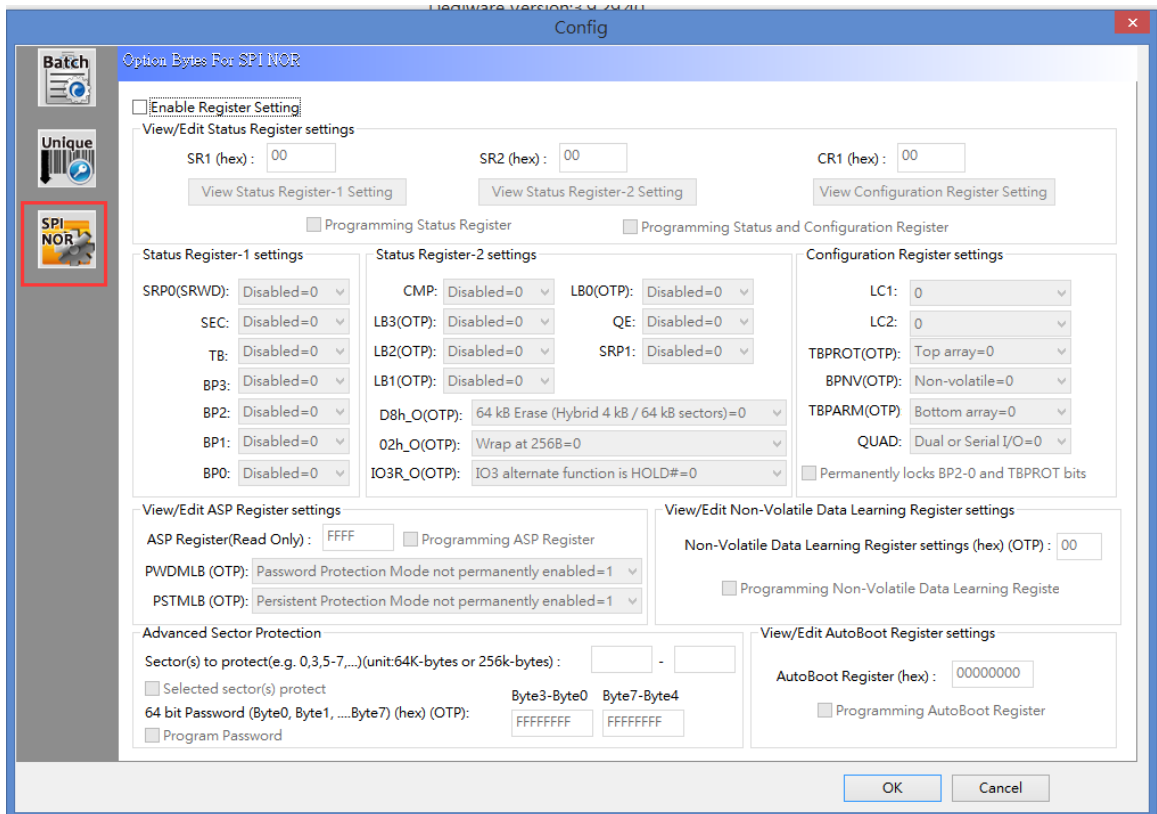 Dediware Version:3.9.29.40
Config
Batch
Unique
SPI
NOR
Option Bytes For SPI NOR
Enable Register Setting
View/Edit Status Register settings
SR1 (hex) : 00 SR2 (hex) : 00 CR1 (hex) : 00
View Status Register-1 Setting View Status Register-2 Setting View Configuration Register Setting
Programming Status Register Programming Status and Configuration Register
Status Register-1 settings Status Register-2 settings Configuration Register settings
SRP0(SRWD): Disabled=0 CMP: Disabled=0 LB0(OTP): Disabled=0 LC1: 0
SEC: Disabled=0 LB3(OTP): Disabled=0 QE: Disabled=0 LC2: 0
TB: Disabled=0 LB2(OTP): Disabled=0 SRP1: Disabled=0 TBPROT(OTP): Top array=0
BP3: Disabled=0 LB1(OTP): Disabled=0 BPNV(OTP): Non-volatile=0
BP2: Disabled=0 D8h_O(OTP): 64 kB Erase (Hybrid 4 kB / 64 kB sectors)=0 TBPARM(OTP) Bottom array=0
BP1: Disabled=0 02h_O(OTP): Wrap at 256B=0 QUAD: Dual or Serial I/O=0
BP0: Disabled=0 IO3R_O(OTP): IO3 alternate function is HOLD#=0 Permanently locks BP2-0 and TBPROT bits
View/Edit ASP Register settings View/Edit Non-Volatile Data Learning Register settings
ASP Register(Read Only) : FFFF Programming ASP Register Non-Volatile Data Learning Register settings (hex) (OTP) : 00
PWDMLB (OTP): Password Protection Mode not permanently enabled=1
Programming Non-Volatile Data Learning Registe
PSTMLB (OTP): Persistent Protection Mode not permanently enabled=1
Advanced Sector Protection View/Edit AutoBoot Register settings
Sector(s) to protect(e.g. 0,3,5-7,...)(unit:64K-bytes or 256k-bytes) : -
AutoBoot Register (hex) : 00000000
Selected sector(s) protect Byte3-Byte0 Byte7-Byte4
64 bit Password (Byte0, Byte1, ....Byte7) (hex) (OTP): FFFFFFFF FFFFFFFF Programming AutoBoot Register
Program Password
OK Cancel